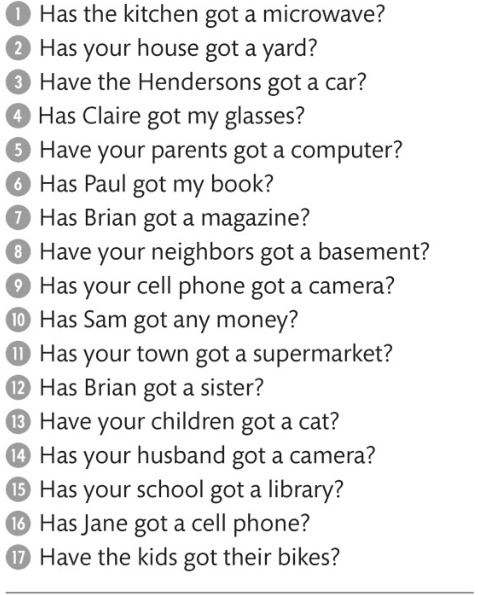 1 Has the kitchen got a microwave?
2 Has your house got a yard?
3 Have the Hendersons got a car?
4 Has Claire got my glasses?
5 Have your parents got a computer?
6 Has Paul got my book?
7 Has Brian got a magazine?
8 Have your neighbors got a basement?
9 Has your cell phone got a camera?
10 Has Sam got any money?
11 Has your town got a supermarket?
12 Has Brian got a sister?
13 Have your children got a cat?
14 Has your husband got a camera?
15 Has your school got a library?
16 Has Jane got a cell phone?
17 Have the kids got their bikes?